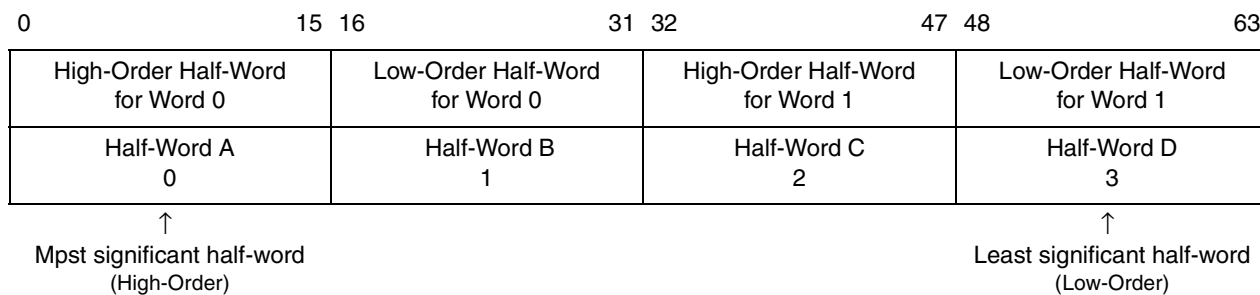 0 15 16 31 32 47 48 63
High-Order Half-Word Low-Order Half-Word High-Order Half-Word Low-Order Half-Word
for Word 0 for Word 0 for Word 1 for Word 1
Half-Word A Half-Word B Half-Word C Half-Word D
0 1 2 3
↑ ↑
Mpst significant half-word Least significant half-word
(High-Order) (Low-Order)